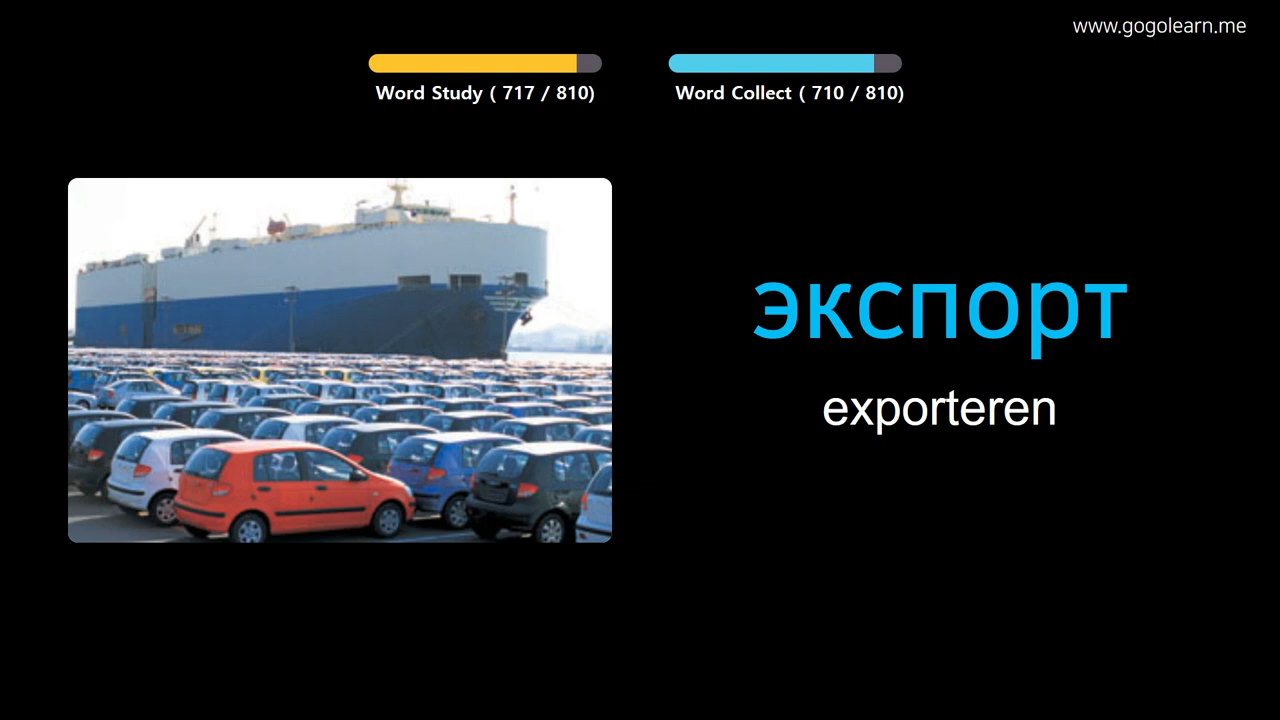 www.gogolearn.me
Word Study ( 717 / 810)
Word Collect ( 710 / 810)
экспорт
exporteren